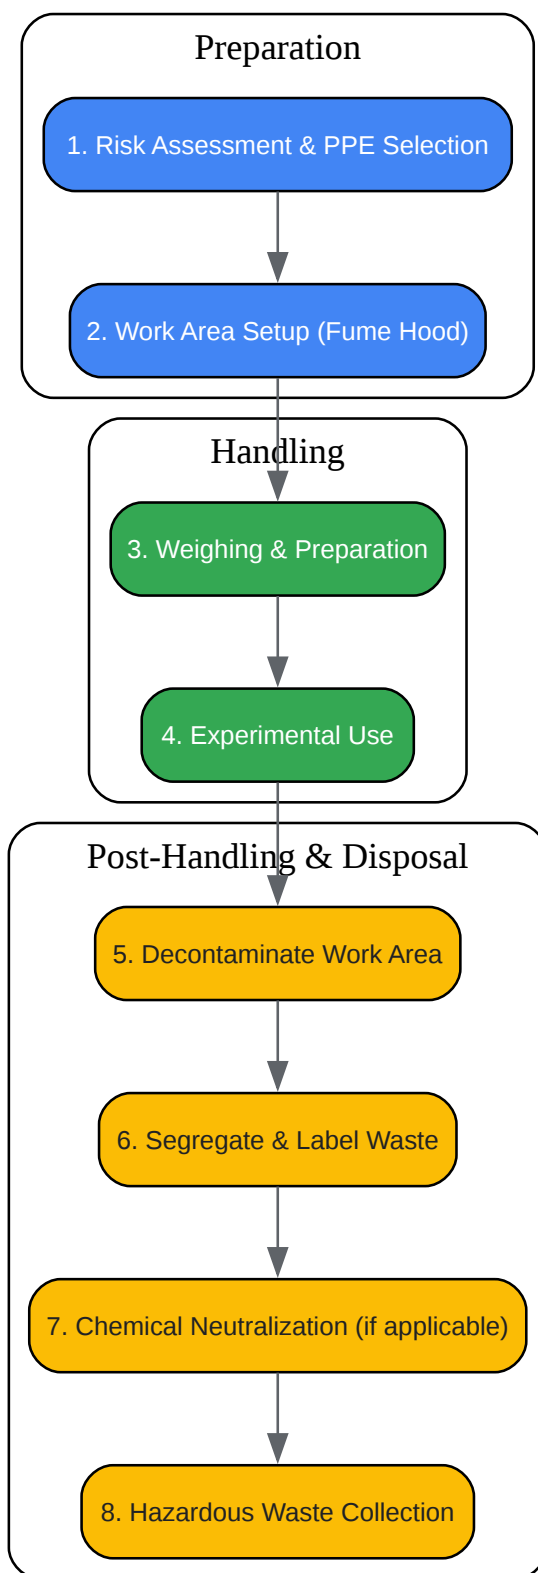 Preparation
1. Risk Assessment & PPE Selection
2. Work Area Setup (Fume Hood)
Handling
3. Weighing & Preparation
4. Experimental Use
Post-Handling & Disposal
5. Decontaminate Work Area
6. Segregate & Label Waste
7. Chemical Neutralization (if applicable)
8. Hazardous Waste Collection